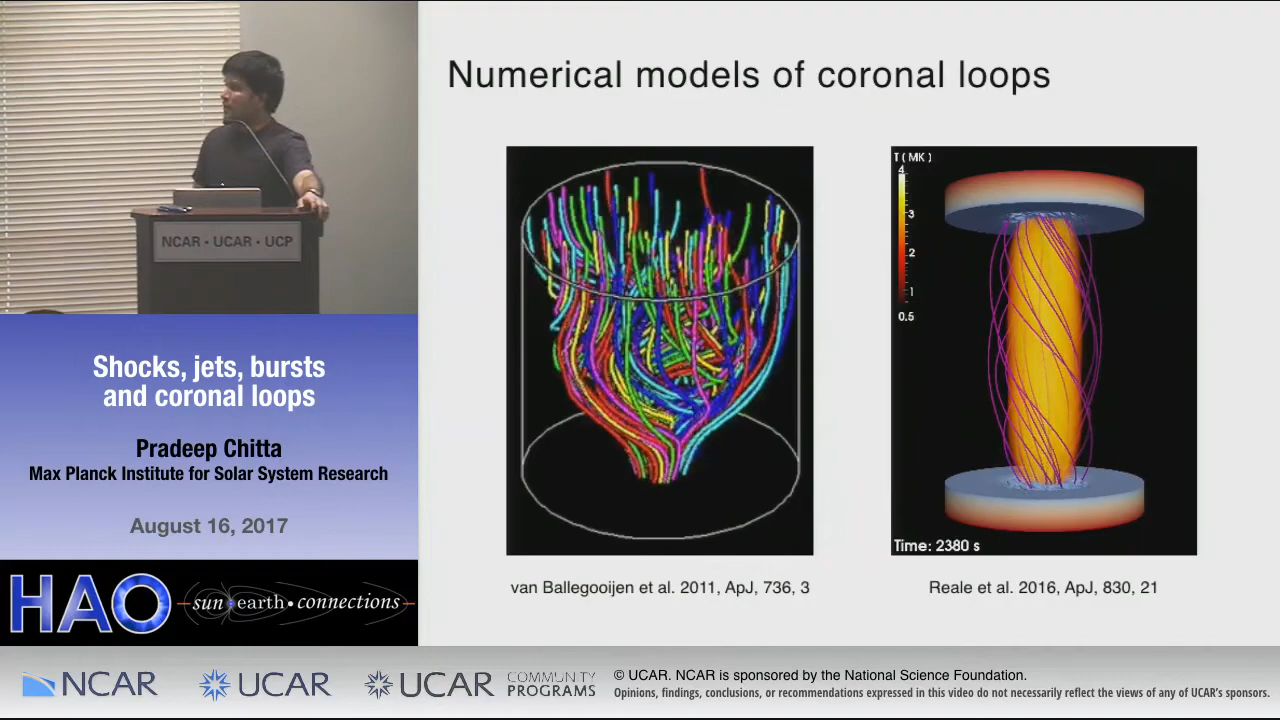 Numerical models of coronal loops
NCAR • UCAR • UCP
T ( MK )
4
3
2
1
0.5
Time: 2380 s
van Ballegooijen et al. 2011, ApJ, 736, 3
Reale et al. 2016, ApJ, 830, 21
Shocks, jets, bursts
and coronal loops
Pradeep Chitta
Max Planck Institute for Solar System Research
August 16, 2017
HAO
sun • earth • connections
NCAR
UCAR
UCAR
COMMUNITY
PROGRAMS
© UCAR. NCAR is sponsored by the National Science Foundation.
Opinions, findings, conclusions, or recommendations expressed in this video do not necessarily reflect the views of any of UCAR's sponsors.